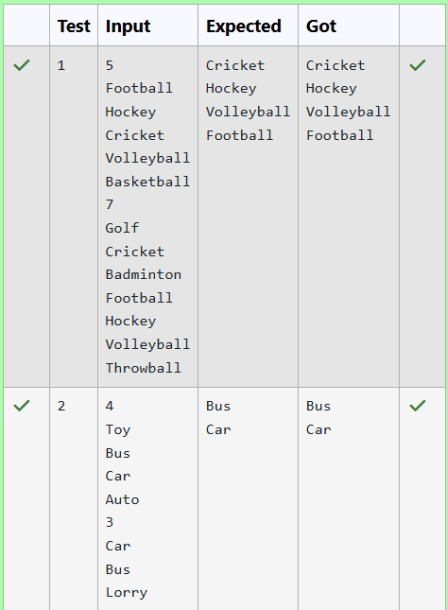 Test Input Expected Got
1 5 Cricket Cricket
Football Hockey Hockey
Hockey Volleyball Volleyball
Cricket Football Football
Volleyball
Basketball
7
Golf
Cricket
Badminton
Football
Hockey
Volleyball
Throwball
2 4 Bus Bus
Toy Car Car
Bus
Car
Auto
3
Car
Bus
Lorry